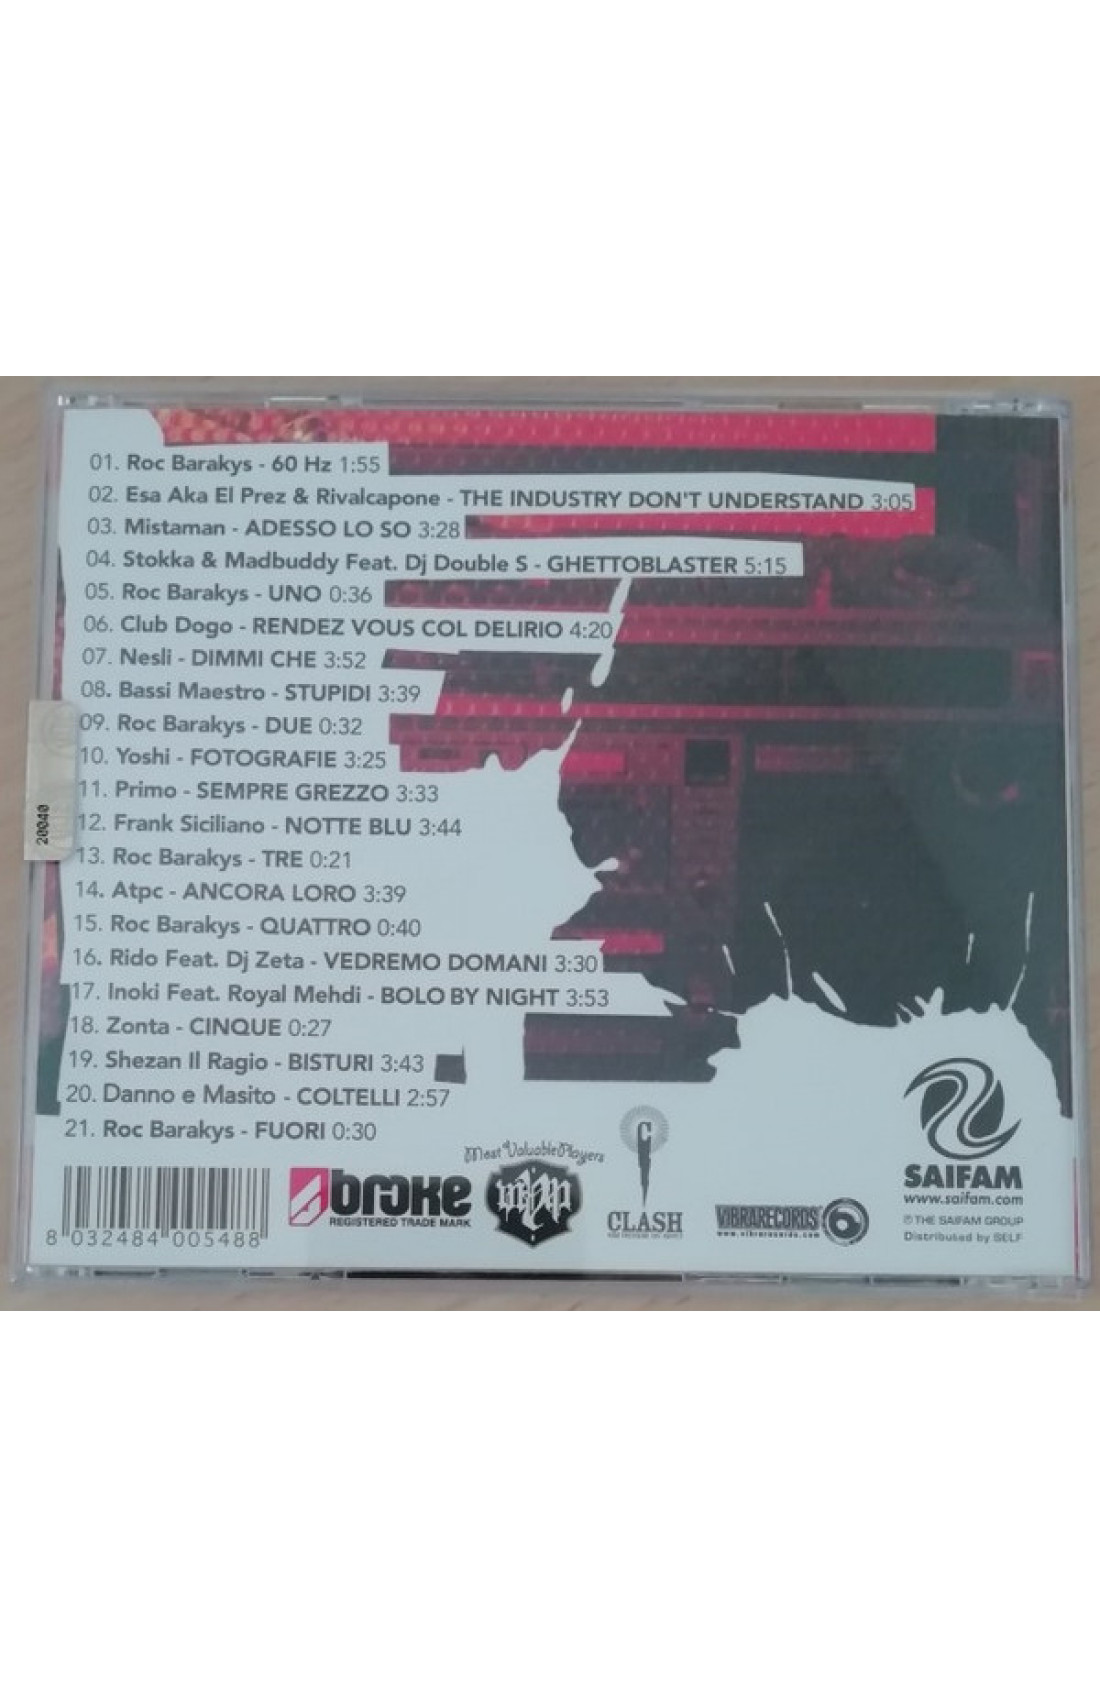 01. Roc Barakys - 60 Hz 1:55
02. Esa Aka El Prez & Rivalcapone - THE INDUSTRY DON'T UNDERSTAND 3:05
03. Mistaman - ADESSO LO SO 3:28
04. Stokka & Madbuddy Feat. Dj Double S - GHETTOBLASTER 5:15
05. Roc Barakys - UNO 0:36
06. Club Dogo - RENDEZ VOUS COL DELIRIO 4:20
07. Nesli - DIMMI CHE 3:52
08. Bassi Maestro - STUPIDI 3:39
09. Roc Barakys - DUE 0:32
10. Yoshi - FOTOGRAFIE 3:25
11. Primo - SEMPRE GREZZO 3:33
12. Frank Siciliano - NOTTE BLU 3:44
13. Roc Barakys - TRE 0:21
14. Atpc - ANCORA LORO 3:39
15. Roc Barakys - QUATTRO 0:40
16. Rido Feat. Dj Zeta - VEDREMO DOMANI 3:30
17. Inoki Feat. Royal Mehdi - BOLO BY NIGHT 3:53
18. Zonta - CINQUE 0:27
19. Shezan Il Ragio - BISTURI 3:43
20. Danno e Masito - COLTELLI 2:57
21. Roc Barakys - FUORI 0:30
20040
8 032484 005488
broke
REGISTERED TRADE MARK
Most Valuable Players
mvp
C
CLASH
VIBRARECORDS
www.vibrarecords.com
SAIFAM
www.saifam.com
℗ THE SAIFAM GROUP
Distributed by SELF